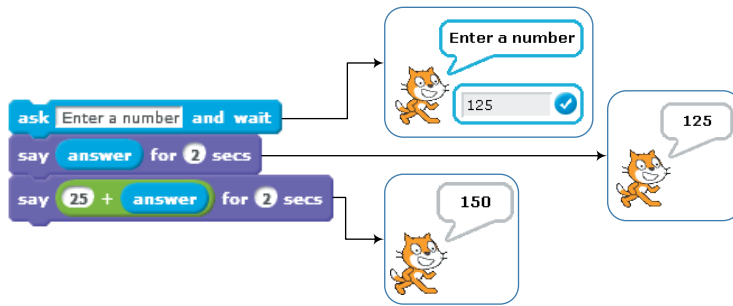 Enter a number
125
ask Enter a number and wait
125
say answer for 2 secs
say 25 + answer for 2 secs
150